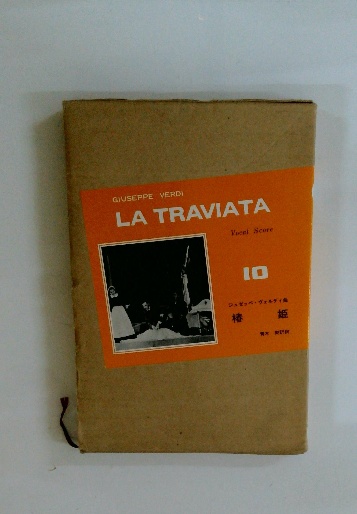 GIUSEPPE VERDI
LA TRAVIATA
Vocal Score
10
ジュゼッペ・ヴェルディ曲
椿 姫